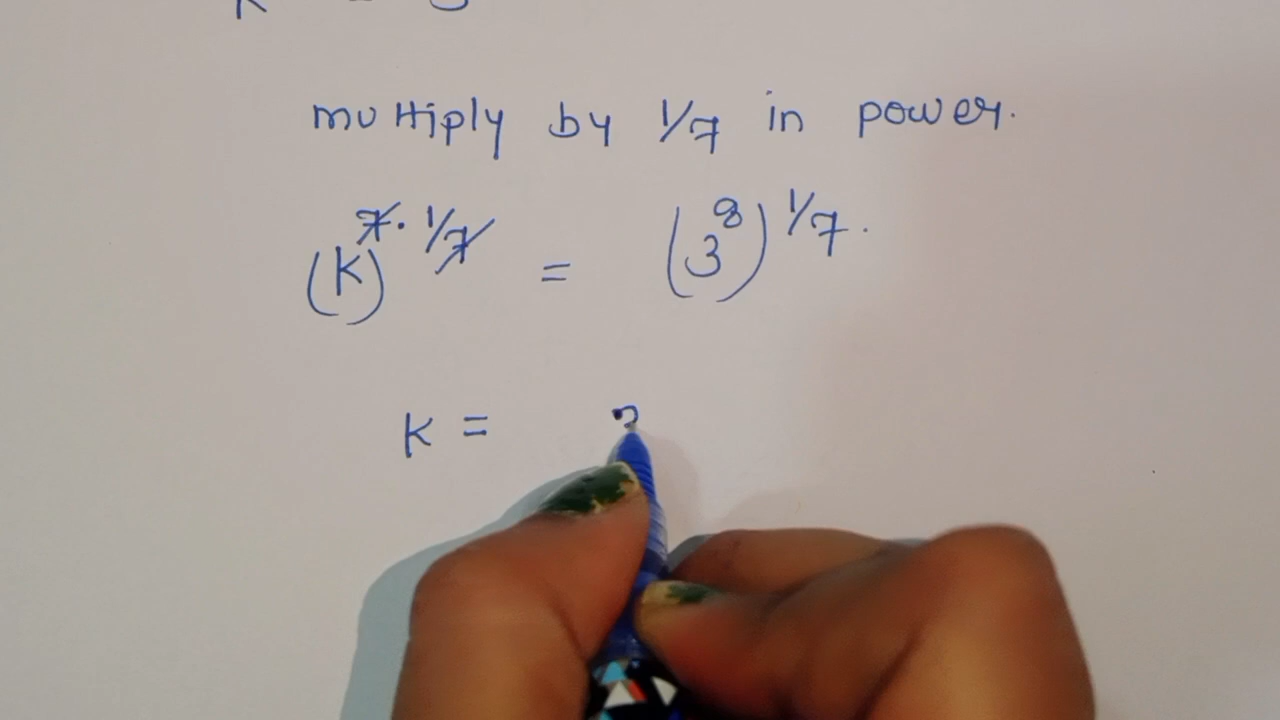 multiply by 1/7 in power.
(K)^7·1/7 = (3^8)^1/7.
K =